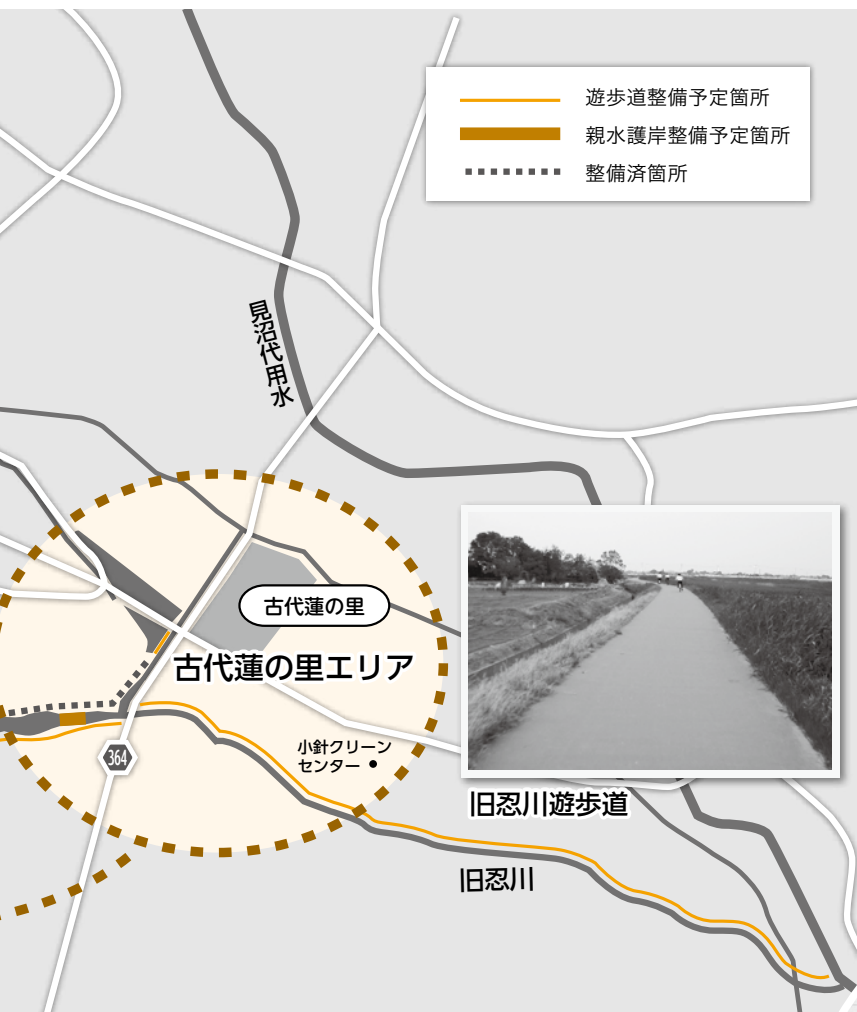 遊歩道整備予定箇所
親水護岸整備予定箇所
整備済箇所
見沼代用水
古代蓮の里
古代蓮の里エリア
小針クリーン
センター
364
旧忍川遊歩道
旧忍川